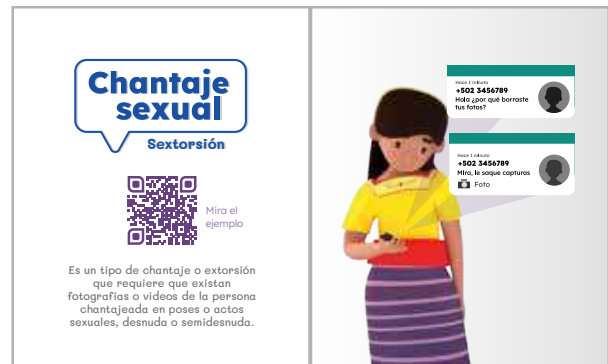 Chantaje
sexual
Sextorsión
Mira el
ejemplo
Es un tipo de chantaje o extorsión
que requiere que existan
fotografías o videos de la persona
chantajeada en poses o actos
sexuales, desnuda o semidesnuda.
Hace 1 minuto
+502 3456789
Hola ¿por qué borraste
tus fotos?
Hace 1 minuto
+502 3456789
Mira, le saque capturas
Foto